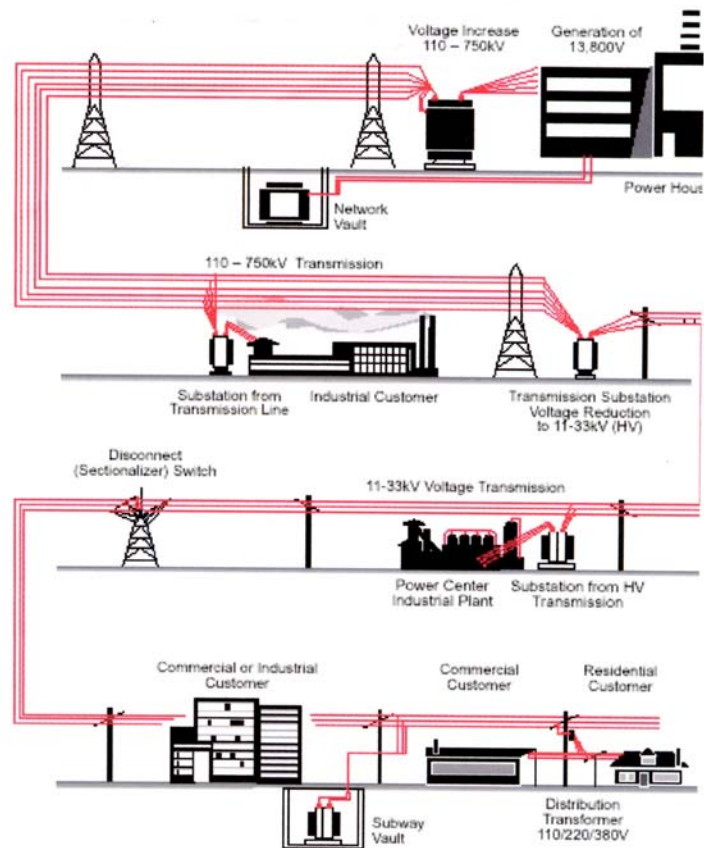 Voltage Increase
110 – 750kV
Generation of
13,800V
Power Hous
Network
Vault
110 – 750kV Transmission
Substation from
Transmission Line
Industrial Customer
Transmission Substation
Voltage Reduction
to 11-33kV (HV)
Disconnect
(Sectionalizer) Switch
11-33kV Voltage Transmission
Power Center
Industrial Plant
Substation from HV
Transmission
Commercial or Industrial
Customer
Commercial
Customer
Residential
Customer
Subway
Vault
Distribution
Transformer
110/220/380V